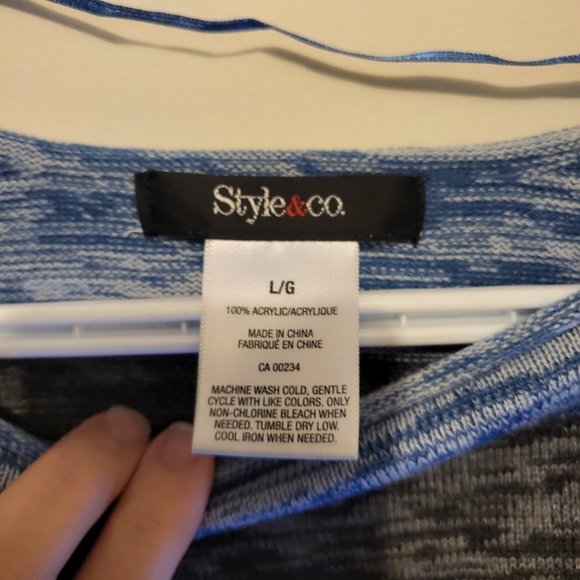 Style&co.
L/G
100% ACRYLIC/ACRYLIQUE
MADE IN CHINA
FABRIQUÉ EN CHINE
CA 00234
MACHINE WASH COLD, GENTLE
CYCLE WITH LIKE COLORS. ONLY
NON-CHLORINE BLEACH WHEN
NEEDED. TUMBLE DRY LOW.
COOL IRON WHEN NEEDED.